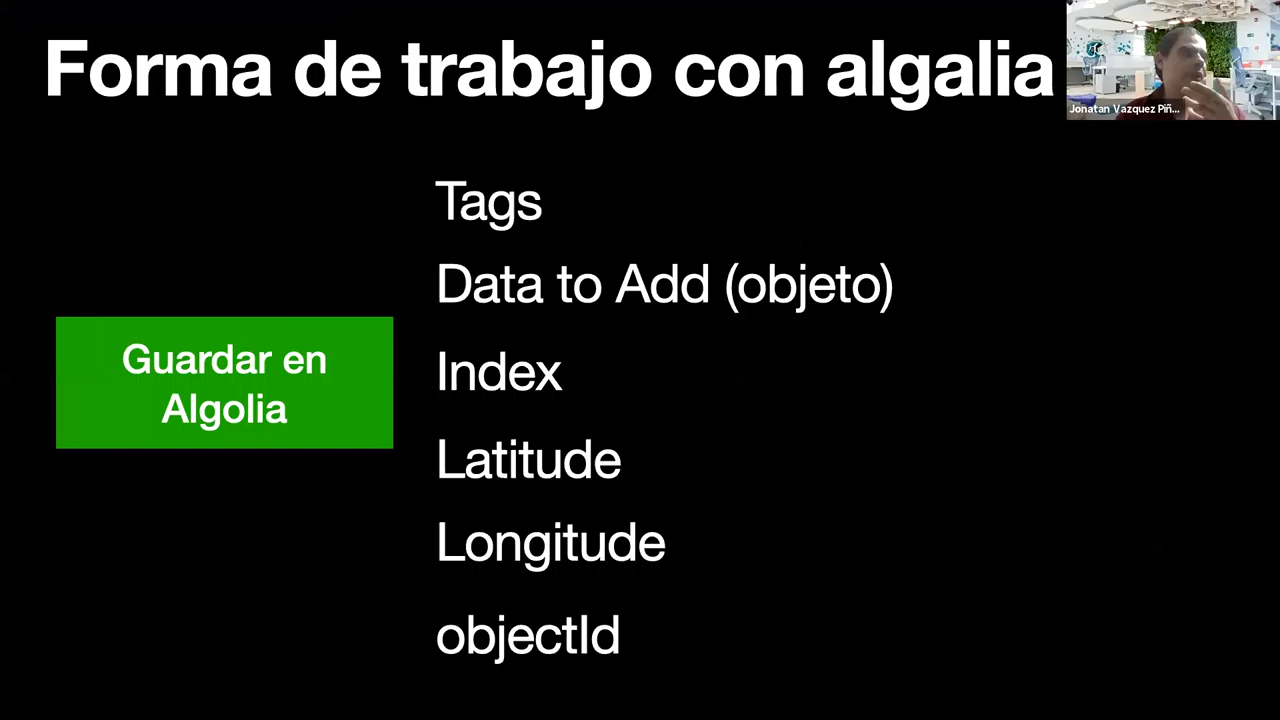 Forma de trabajo con algalia
Jonatan Vazquez Piñ...
Tags
Data to Add (objeto)
Guardar en
Algolia
Index
Latitude
Longitude
objectId